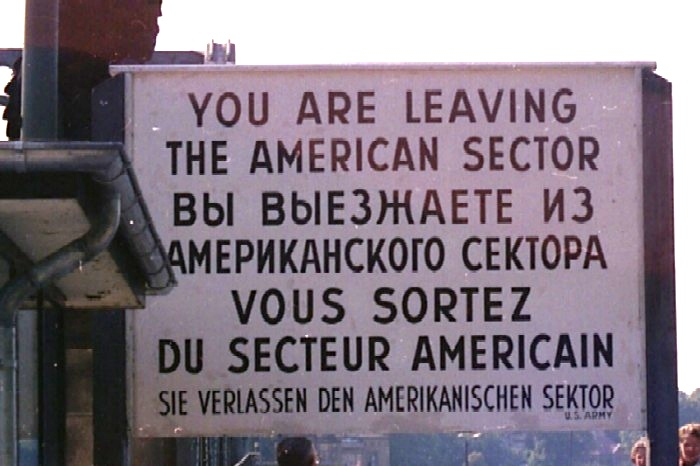 YOU ARE LEAVING
THE AMERICAN SECTOR
ВЫ ВЫЕЗЖАЕТЕ ИЗ
АМЕРИКАНСКОГО СЕКТОРА
VOUS SORTEZ
DU SECTEUR AMERICAIN
SIE VERLASSEN DEN AMERIKANISCHEN SEKTOR
U.S. ARMY